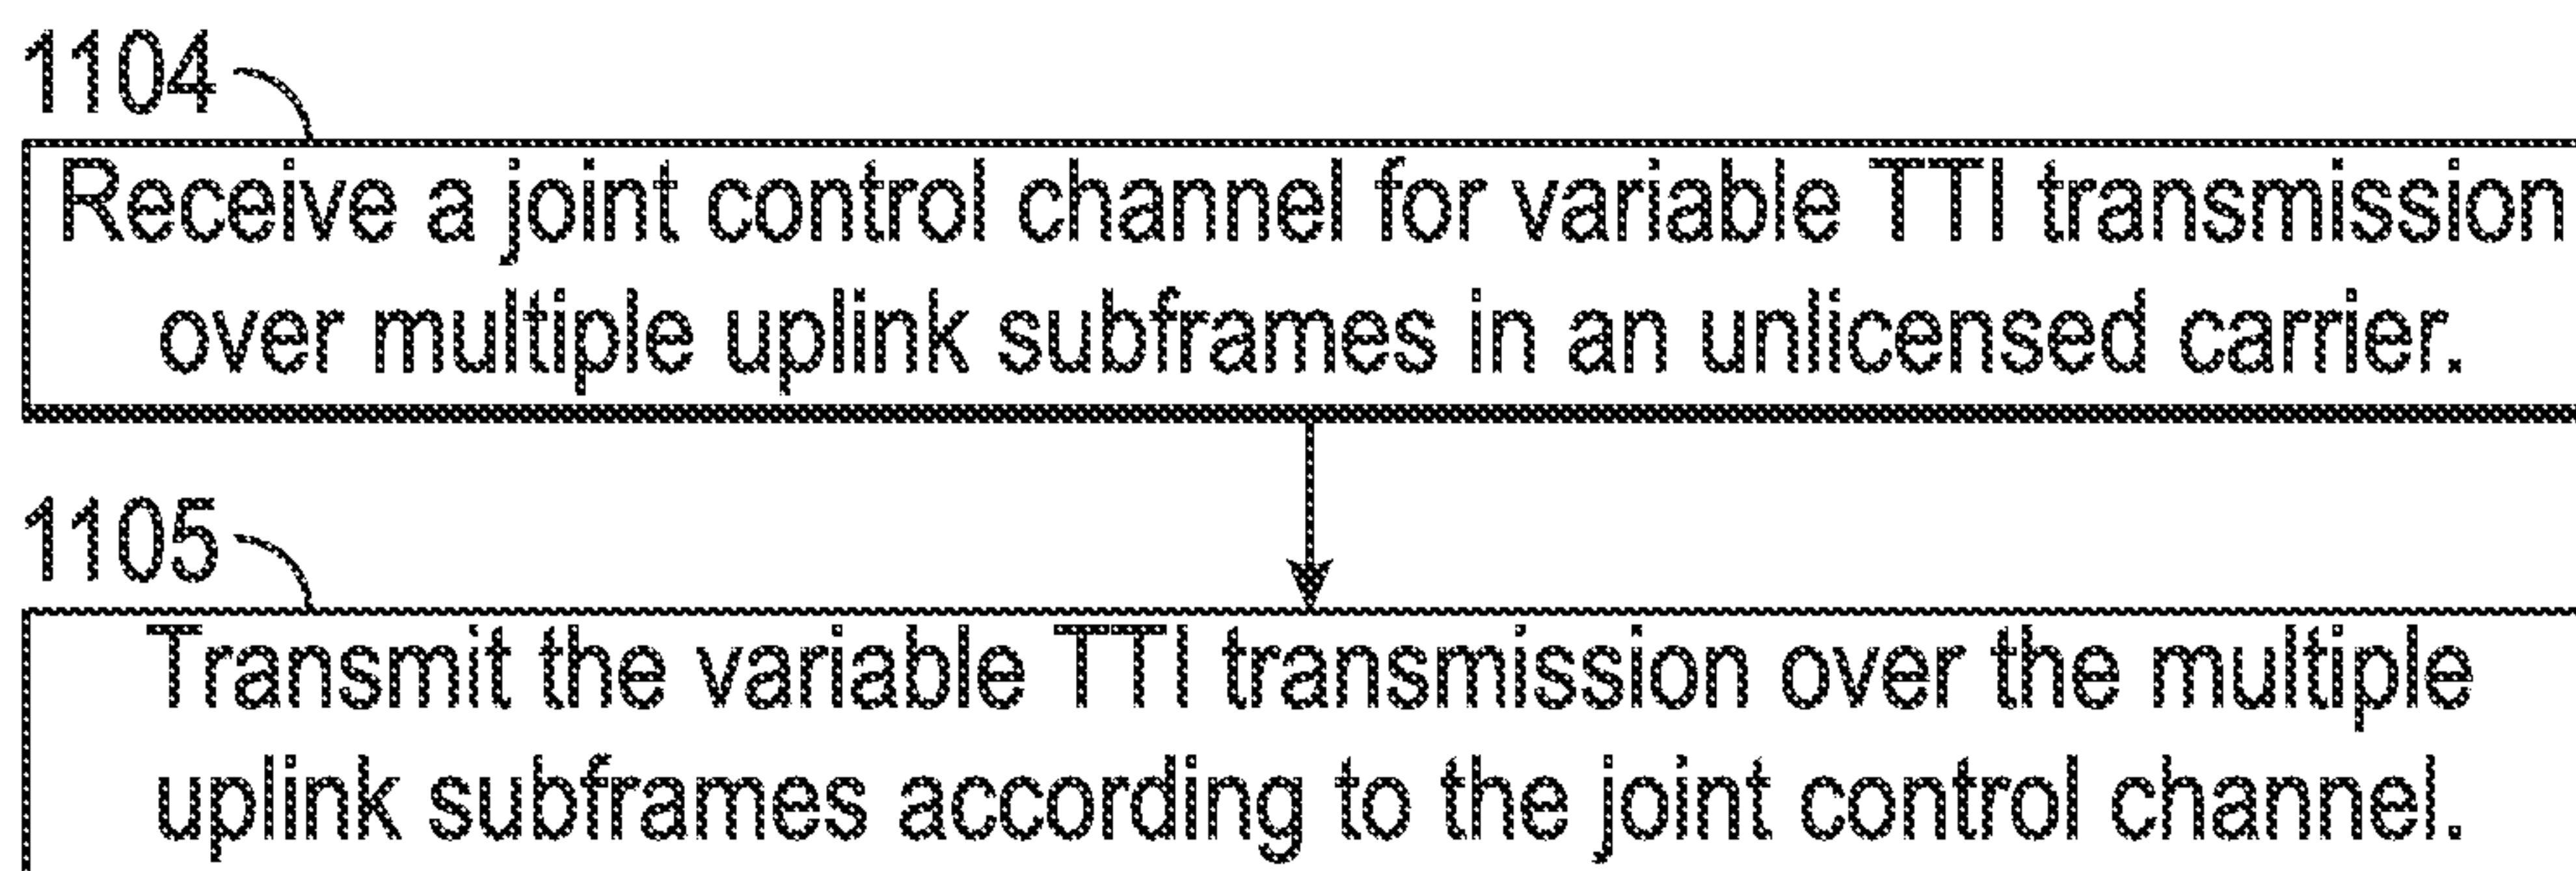 1104
Receive a joint control channel for variable TTI transmission
over multiple uplink subframes in an unlicensed carrier.
1105
Transmit the variable TTI transmission over the multiple
uplink subframes according to the joint control channel.